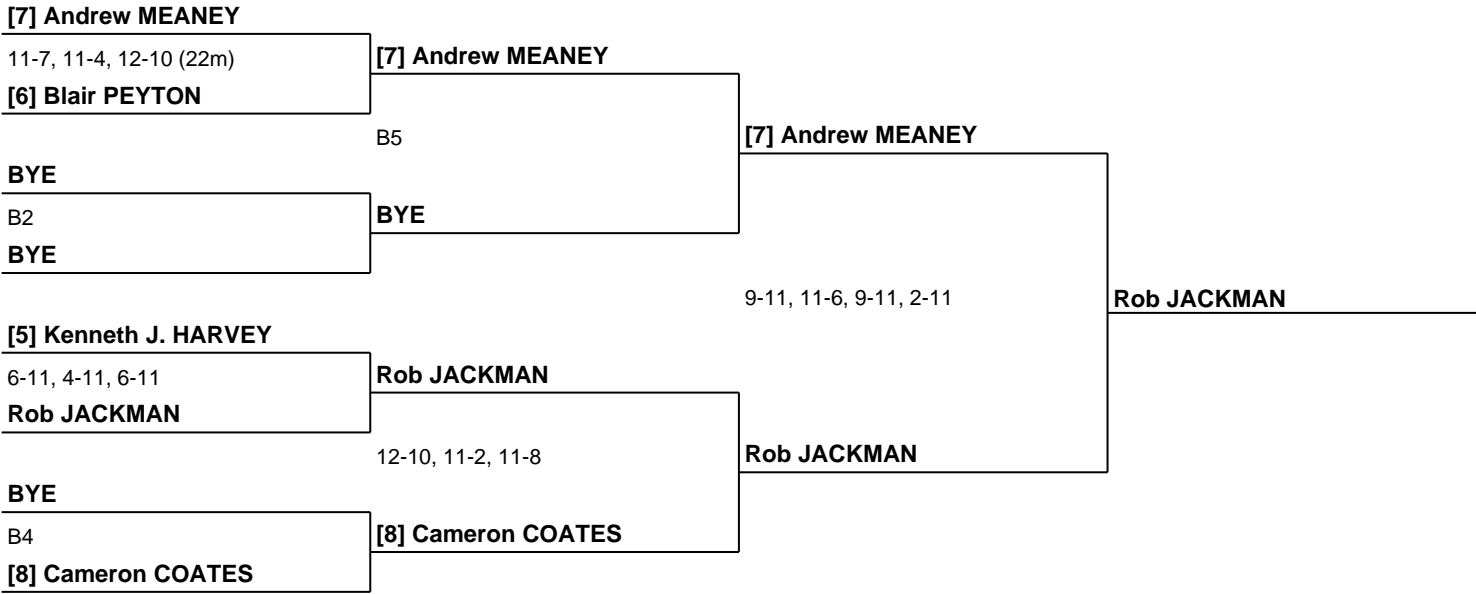 [7] Andrew MEANEY
11-7, 11-4, 12-10 (22m)
[6] Blair PEYTON
BYE
B2
BYE
[5] Kenneth J. HARVEY
6-11, 4-11, 6-11
Rob JACKMAN
BYE
B4
[8] Cameron COATES
[7] Andrew MEANEY
B5
BYE
Rob JACKMAN
12-10, 11-2, 11-8
[8] Cameron COATES
[7] Andrew MEANEY
9-11, 11-6, 9-11, 2-11
Rob JACKMAN
Rob JACKMAN